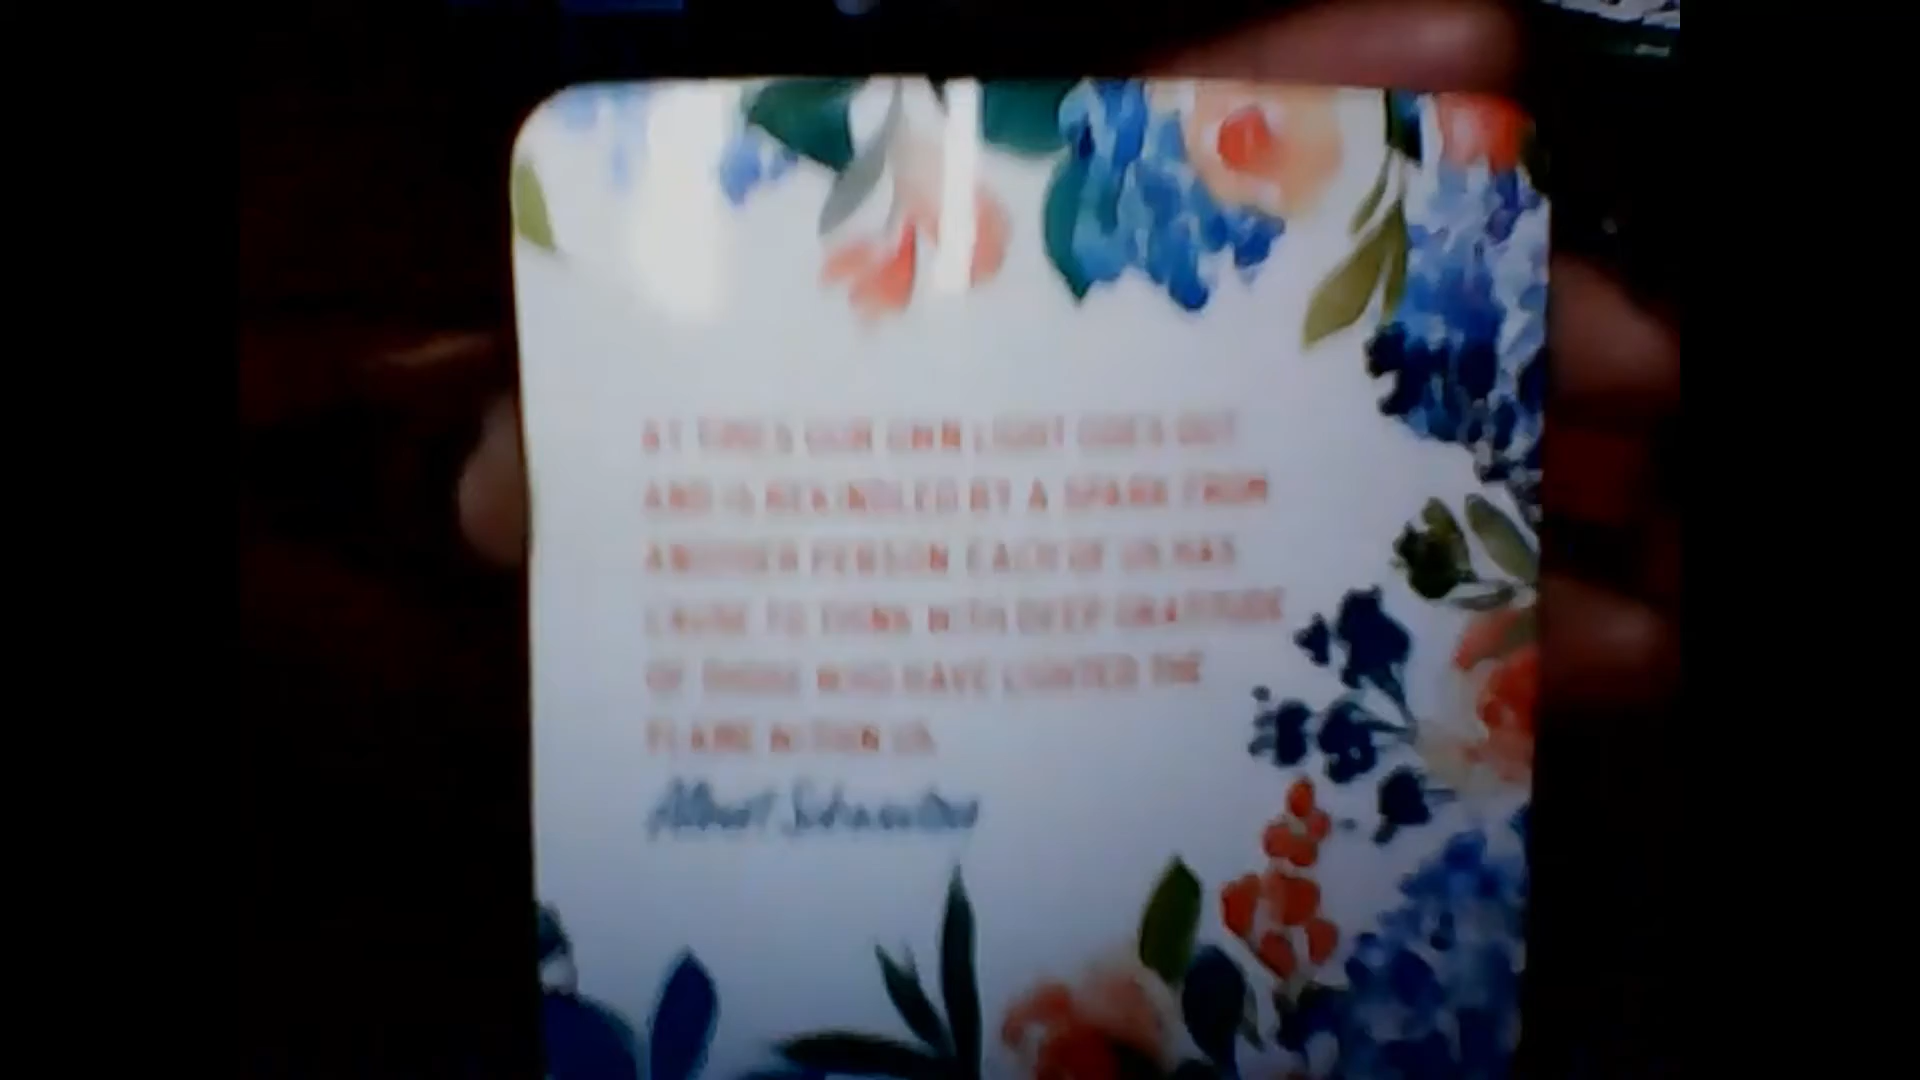 AT TIMES OUR OWN LIGHT GOES OUT
AND IS REKINDLED BY A SPARK FROM
ANOTHER PERSON EACH OF US HAS
CAUSE TO THINK WITH DEEP GRATITUDE
OF THOSE WHO HAVE LIGHTED THE
FLAME WITHIN US
Albert Schweitzer